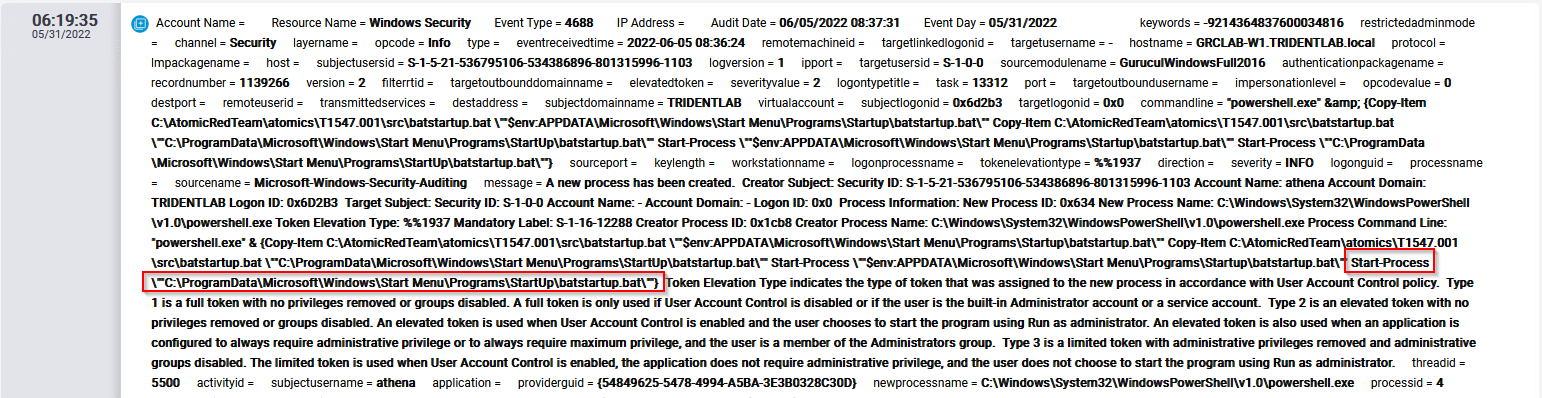 06:19:35
05/31/2022
Account Name = Resource Name = Windows Security Event Type = 4688 IP Address = Audit Date = 06/05/2022 08:37:31 Event Day = 05/31/2022 keywords = -9214364837600034816 restrictedadminmode
= channel = Security layername = opcode = Info type = eventreceivedtime = 2022-06-05 08:36:24 remotemachineid = targetlinkedlogonid = targetusername = - hostname = GRCLAB-W1.TRIDENTLAB.local protocol =
lmpackagename = host = subjectusersid = S-1-5-21-536795106-534386896-801315996-1103 logversion = 1 ipport = targetusersid = S-1-0-0 sourcemodulename = GuruculWindowsFull2016 authenticationpackagename =
recordnumber = 1139266 version = 2 filterrtid = targetoutbounddomainname = elevatedtoken = severityvalue = 2 logontypetitle = task = 13312 port = targetoutboundusername = impersonationlevel = opcodevalue = 0
destport = remoteuserid = transmittedservices = destaddress = subjectdomainname = TRIDENTLAB virtualaccount = subjectlogonid = 0x6d2b3 targetlogonid = 0x0 commandline = "powershell.exe" &amp; {Copy-Item
C:\AtomicRedTeam\atomics\T1547.001\src\batstartup.bat \""$env:APPDATA\Microsoft\Windows\Start Menu\Programs\Startup\batstartup.bat\"" Copy-Item C:\AtomicRedTeam\atomics\T1547.001\src\batstartup.bat
\""C:\ProgramData\Microsoft\Windows\Start Menu\Programs\StartUp\batstartup.bat\"" Start-Process \""$env:APPDATA\Microsoft\Windows\Start Menu\Programs\Startup\batstartup.bat\"" Start-Process \""C:\ProgramData
\Microsoft\Windows\Start Menu\Programs\StartUp\batstartup.bat\""} sourceport = keylength = workstationname = logonprocessname = tokenelevationtype = %%1937 direction = severity = INFO logonguid = processname
= sourcename = Microsoft-Windows-Security-Auditing message = A new process has been created. Creator Subject: Security ID: S-1-5-21-536795106-534386896-801315996-1103 Account Name: athena Account Domain:
TRIDENTLAB Logon ID: 0x6D2B3 Target Subject: Security ID: S-1-0-0 Account Name: - Account Domain: - Logon ID: 0x0 Process Information: New Process ID: 0x634 New Process Name: C:\Windows\System32\WindowsPowerShell
\v1.0\powershell.exe Token Elevation Type: %%1937 Mandatory Label: S-1-16-12288 Creator Process ID: 0x1cb8 Creator Process Name: C:\Windows\System32\WindowsPowerShell\v1.0\powershell.exe Process Command Line:
"powershell.exe" & {Copy-Item C:\AtomicRedTeam\atomics\T1547.001\src\batstartup.bat \""$env:APPDATA\Microsoft\Windows\Start Menu\Programs\Startup\batstartup.bat\"" Copy-Item C:\AtomicRedTeam\atomics\T1547.001
\src\batstartup.bat \""C:\ProgramData\Microsoft\Windows\Start Menu\Programs\StartUp\batstartup.bat\"" Start-Process \""$env:APPDATA\Microsoft\Windows\Start Menu\Programs\Startup\batstartup.bat\"" Start-Process
\""C:\ProgramData\Microsoft\Windows\Start Menu\Programs\StartUp\batstartup.bat\""} Token Elevation Type indicates the type of token that was assigned to the new process in accordance with User Account Control policy. Type
1 is a full token with no privileges removed or groups disabled. A full token is only used if User Account Control is disabled or if the user is the built-in Administrator account or a service account. Type 2 is an elevated token with no
privileges removed or groups disabled. An elevated token is used when User Account Control is enabled and the user chooses to start the program using Run as administrator. An elevated token is also used when an application is
configured to always require administrative privilege or to always require maximum privilege, and the user is a member of the Administrators group. Type 3 is a limited token with administrative privileges removed and administrative
groups disabled. The limited token is used when User Account Control is enabled, the application does not require administrative privilege, and the user does not choose to start the program using Run as administrator. threadid =
5500 activityid = subjectusername = athena application = providerguid = {54849625-5478-4994-A5BA-3E3B0328C30D} newprocessname = C:\Windows\System32\WindowsPowerShell\v1.0\powershell.exe processid = 4